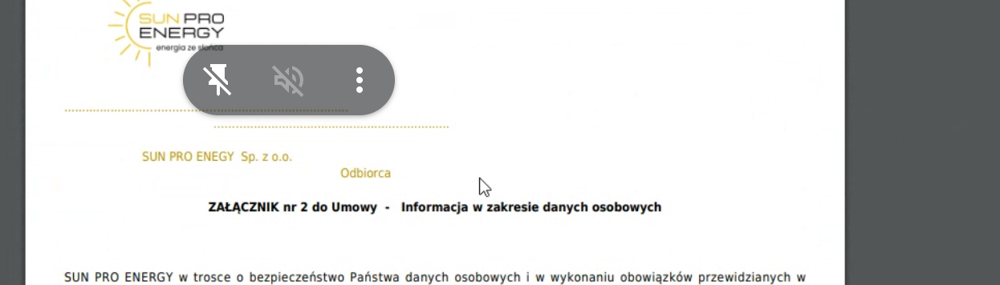 SUN PRO
ENERGY
energia ze słońca
SUN PRO ENEGY Sp. z o.o.
Odbiorca
ZAŁĄCZNIK nr 2 do Umowy - Informacja w zakresie danych osobowych
SUN PRO ENERGY w trosce o bezpieczeństwo Państwa danych osobowych i w wykonaniu obowiązków przewidzianych w